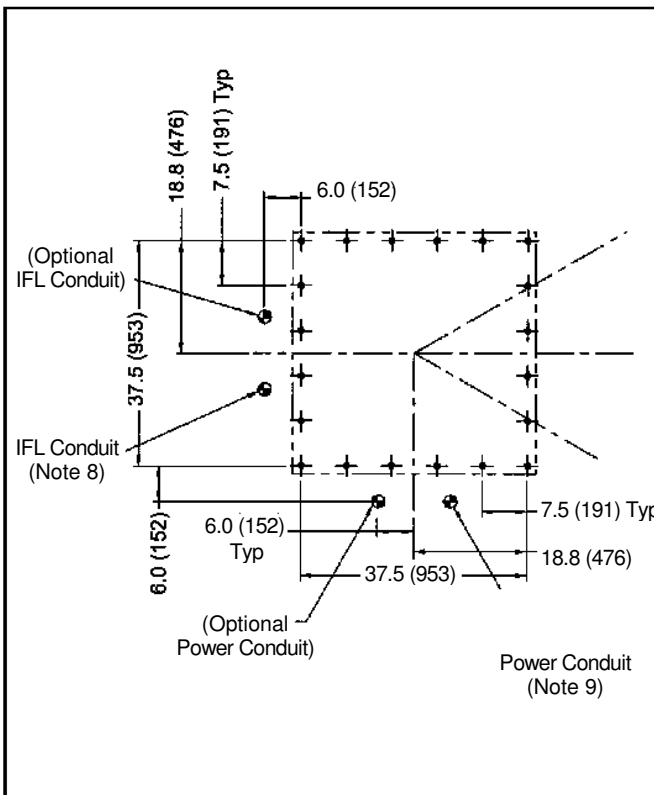 18.8 (476)
7.5 (191) Typ
6.0 (152)
(Optional
IFL Conduit)
37.5 (953)
IFL Conduit
(Note 8)
6.0 (152)
6.0 (152)
Typ
7.5 (191) Typ
18.8 (476)
37.5 (953)
(Optional
Power Conduit)
Power Conduit
(Note 9)